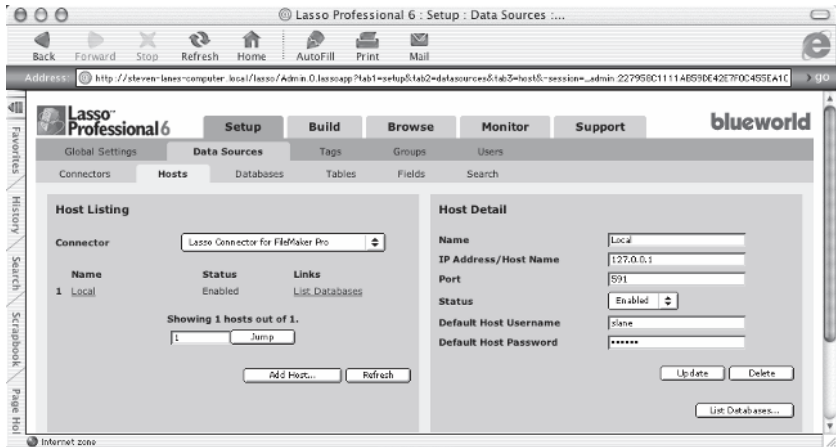 Lasso Professional 6 : Setup : Data Sources :...
Back Forward Stop Refresh Home AutoFill Print Mail
Address: http://steven-lanes-computer.local/lasso/Admin.0.lassoapp?tab1=setup&tab2=datasources&tab3=host&-session=_admin:
go
Favorites
History
Search
Scrapbook
Page Hol
Lasso™
Professional 6
Setup Build Browse Monitor Support
blueworld
Global Settings Data Sources Tags Groups Users
Connectors Hosts Databases Tables Fields Search
Host Listing
Connector Lasso Connector for FileMaker Pro
Name Status Links
1 Local Enabled List Databases
Showing 1 hosts out of 1.
1 Jump
Add Host... Refresh
Host Detail
Name Local
IP Address/Host Name 127.0.0.1
Port 591
Status Enabled
Default Host Username slane
Default Host Password ••••••
Update Delete
List Databases...
Internet zone